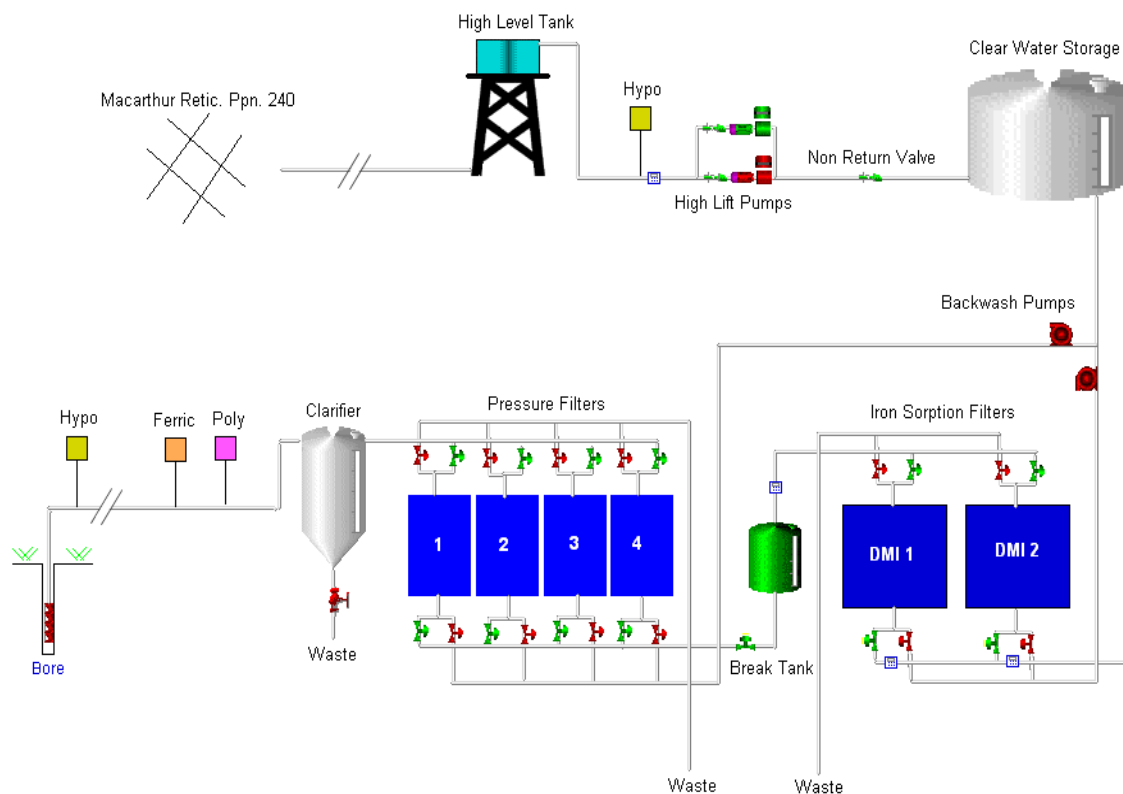 High Level Tank
Clear Water Storage
Macarthur Retic. Ppn. 240
Hypo
Non Return Valve
High Lift Pumps
Backwash Pumps
Hypo
Ferric
Poly
Clarifier
Pressure Filters
Iron Sorption Filters
1
2
3
4
DMI 1
DMI 2
Waste
Break Tank
Bore
Waste
Waste